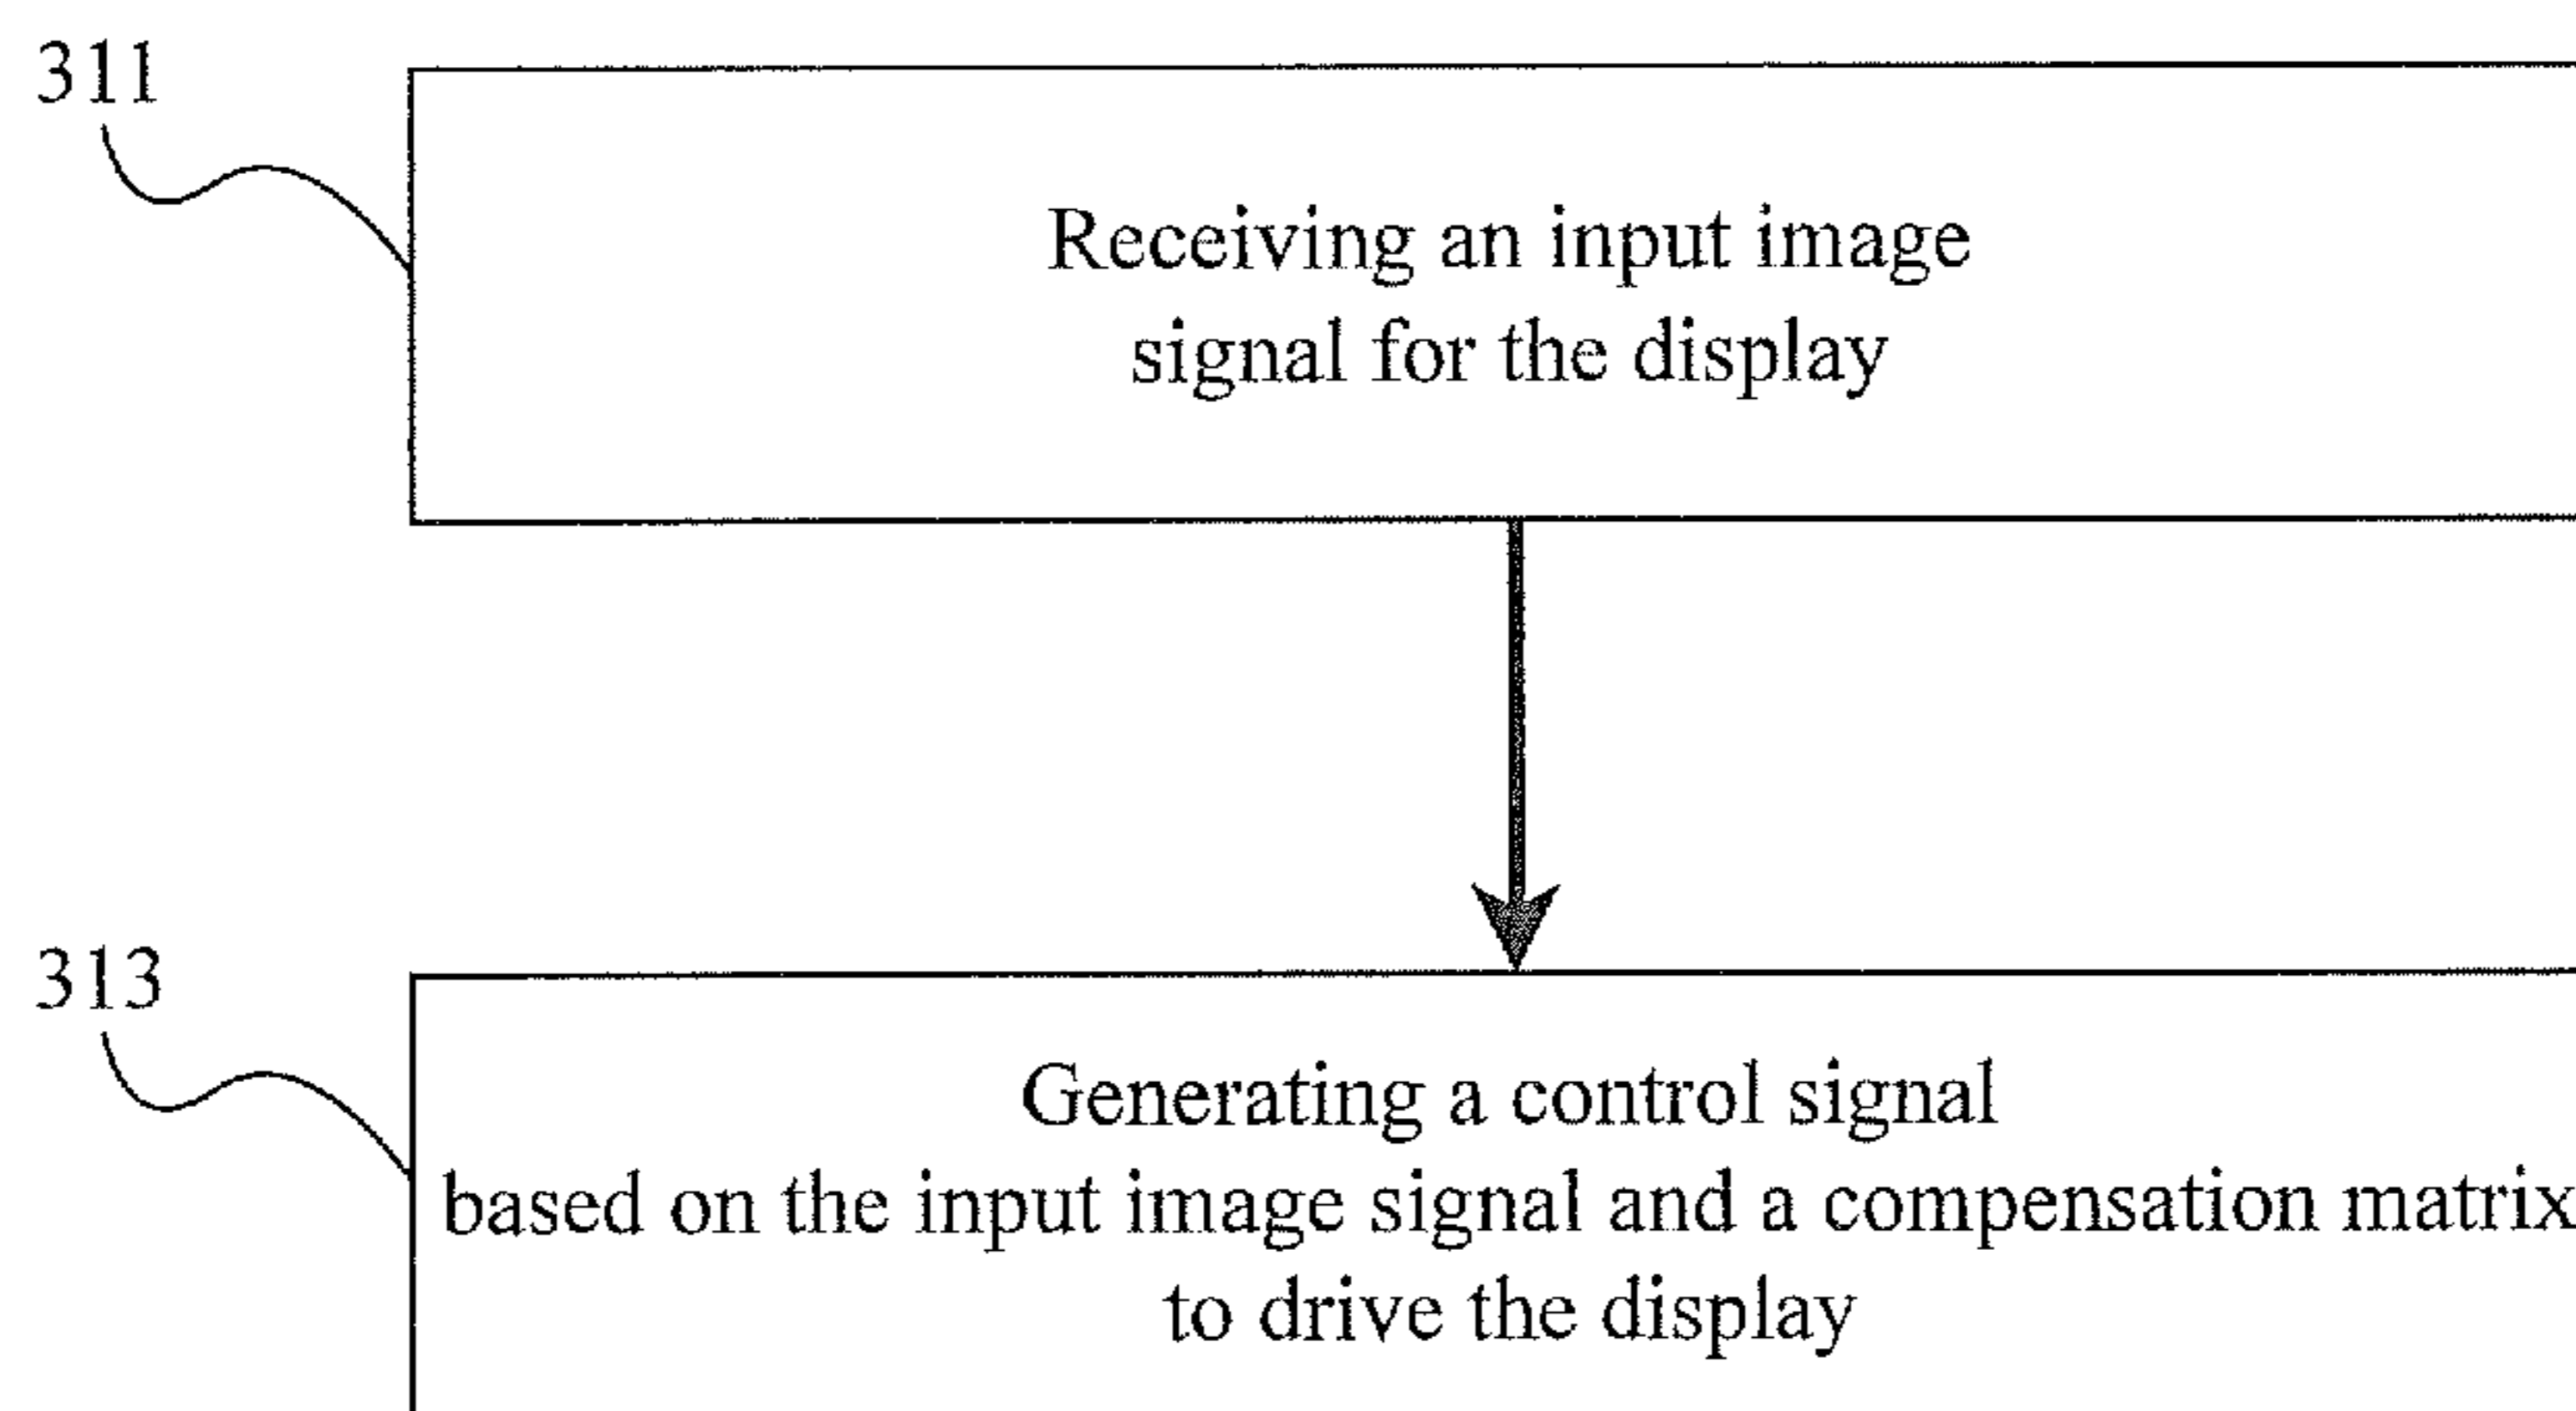 311
Receiving an input image
signal for the display
313
Generating a control signal
based on the input image signal and a compensation matrix
to drive the display